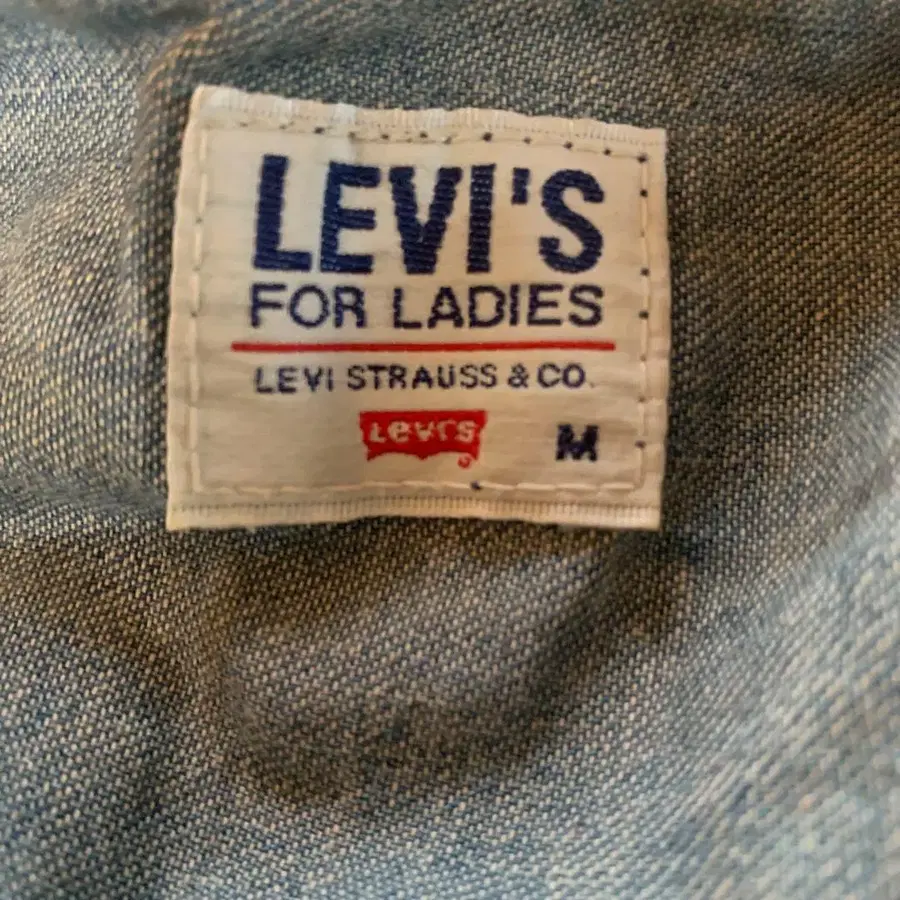 LEVI'S
FOR LADIES
LEVI STRAUSS & CO.
Levi's
M